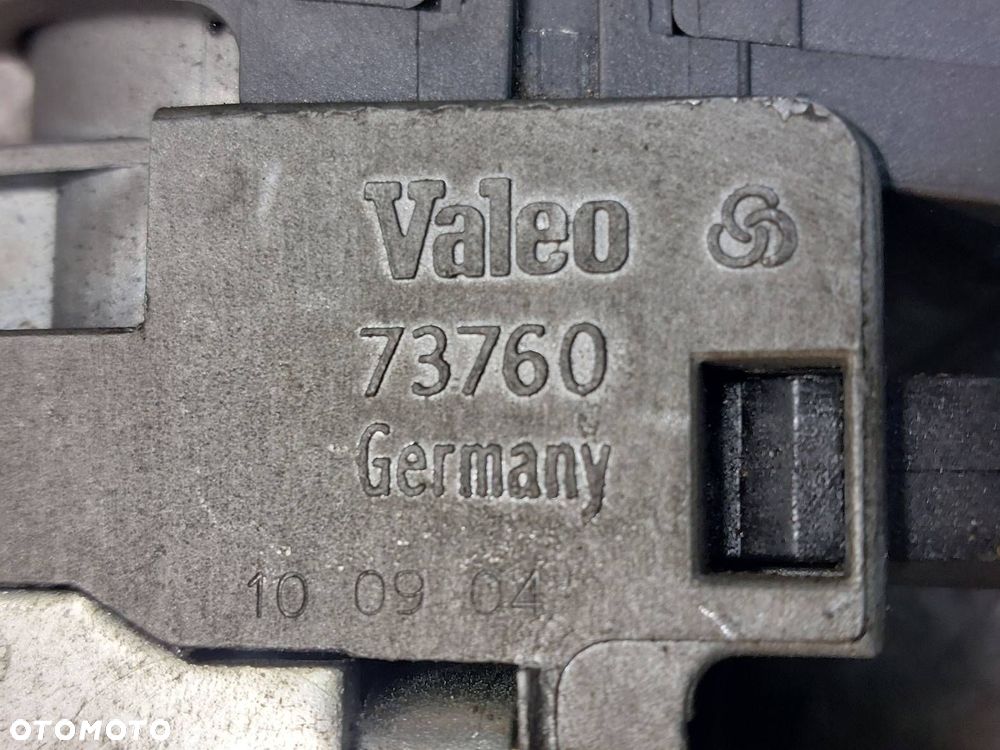 Valeo
73760
Germany
10 09 04
OTOMOTO